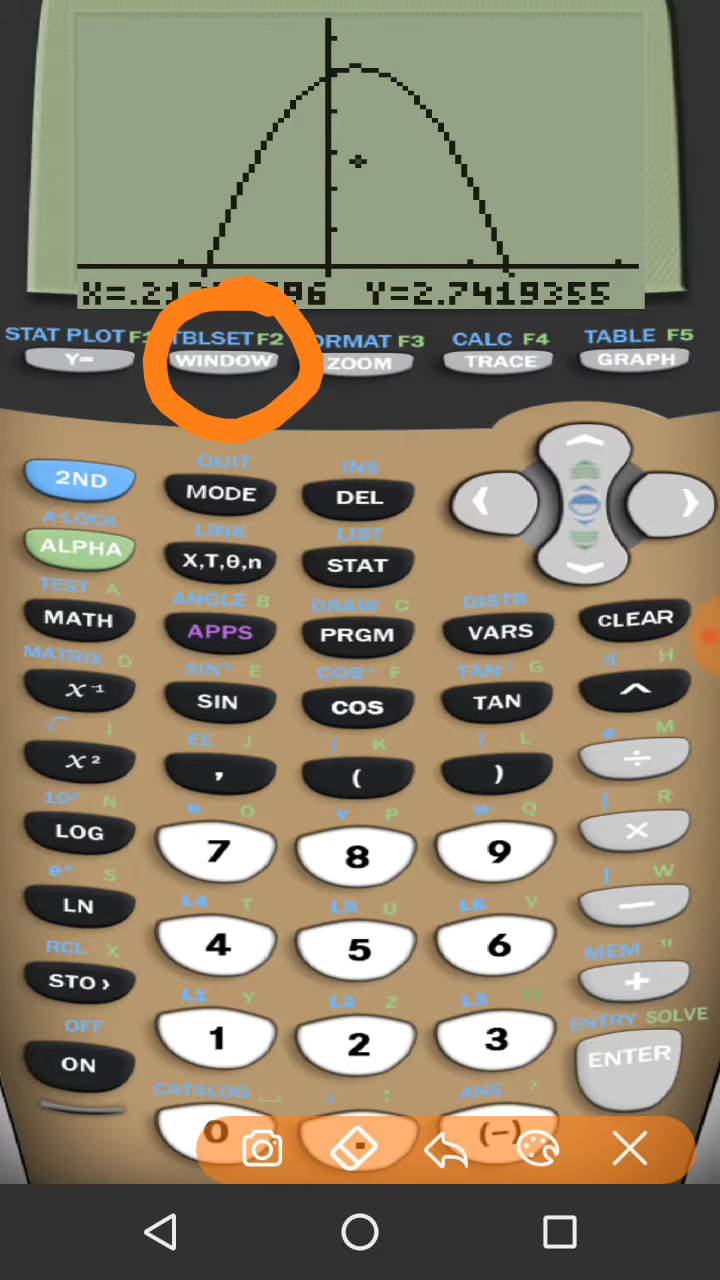 Y=2.7419355
STAT PLOT F1 TBLSET F2 ORMAT F3 CALC F4 TABLE F5
Y= WINDOW ZOOM TRACE GRAPH
QUIT INS
2ND MODE DEL
A-LOCK LINK LIST
ALPHA X,T,θ,n STAT
TEST A ANGLE B DRAW C DISTR
MATH APPS PRGM VARS CLEAR
MATRIX D SIN⁻¹ E COS⁻¹ F TAN⁻¹ G π H
x⁻¹ SIN COS TAN ^
√ I EE J { K } L e M
x² , ( ) ÷
10ˣ N u O v P w Q [ R
LOG 7 8 9 ×
eˣ S L4 T L5 U L6 V ] W
LN 4 5 6 −
RCL X L1 Y L2 Z L3 MEM "
STO › 1 2 3 +
OFF ENTRY SOLVE
ON ENTER
CATALOG : ANS ?
0 (−)